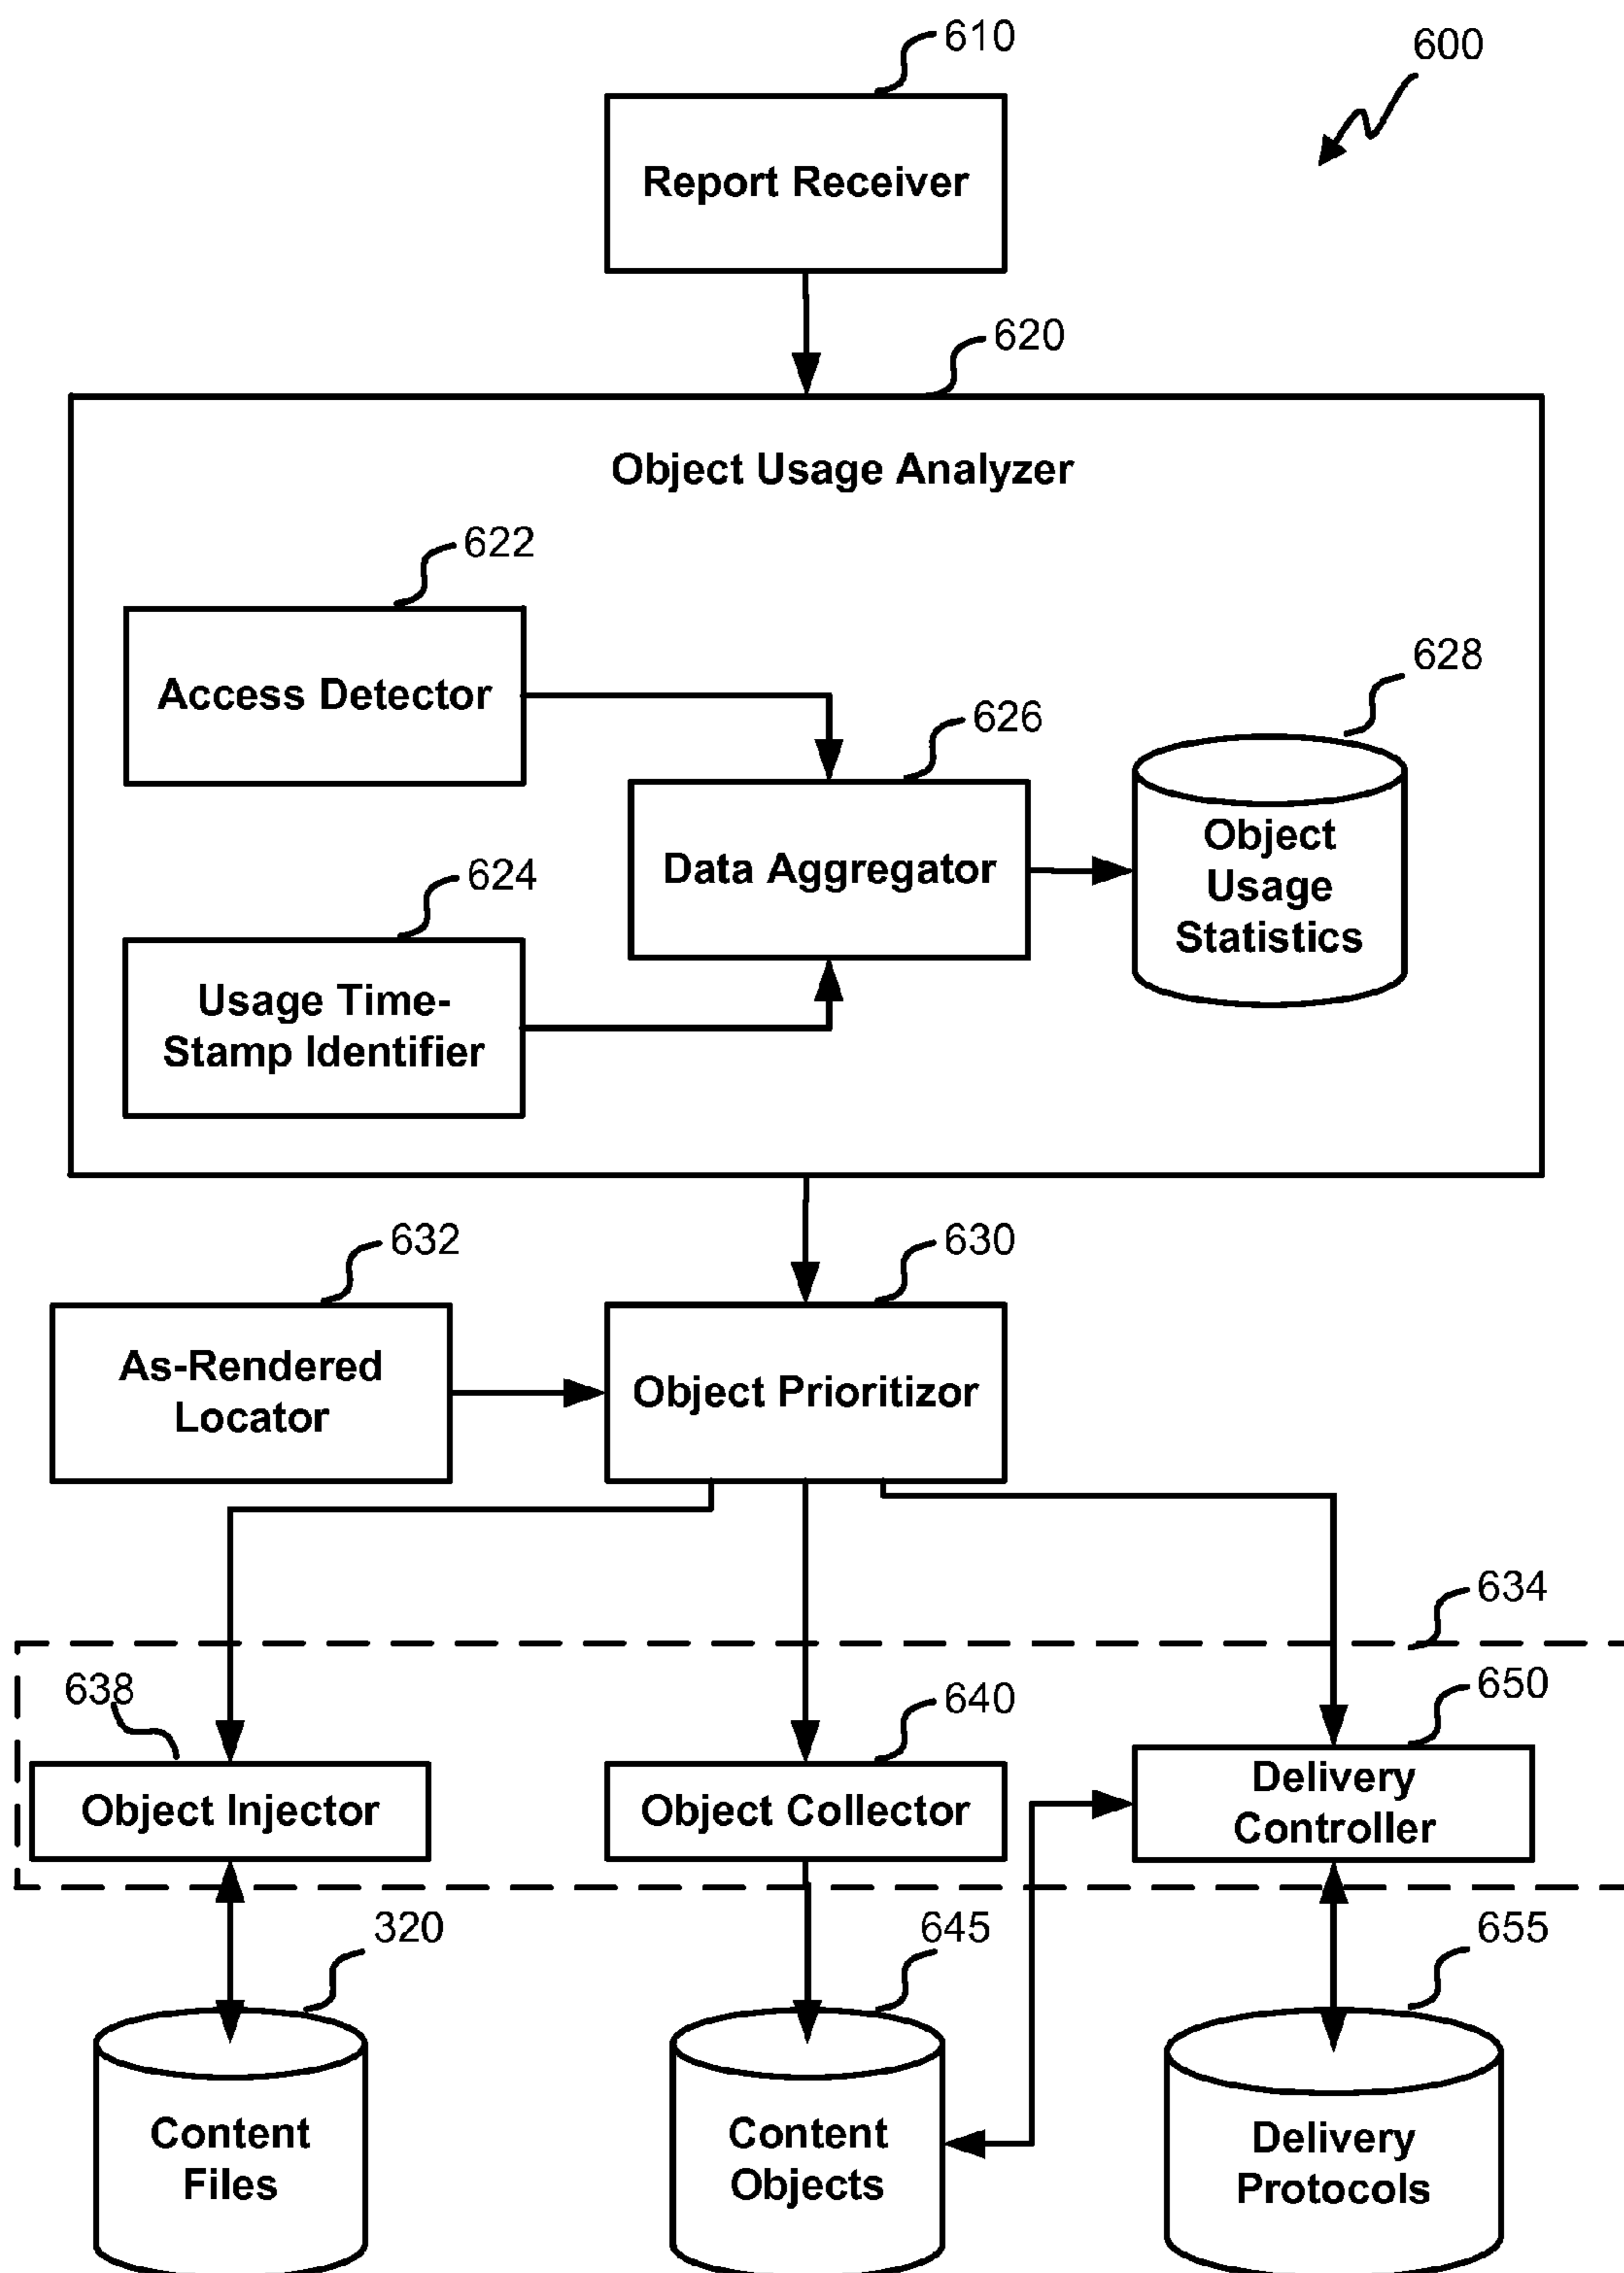 610
600
Report Receiver
620
Object Usage Analyzer
622
Access Detector
628
626
Object
Usage
Statistics
Data Aggregator
624
Usage Time-
Stamp Identifier
632
630
As-Rendered
Locator
Object Prioritizor
634
638
640
650
Object Injector
Object Collector
Delivery
Controller
320
645
655
Content
Files
Content
Objects
Delivery
Protocols